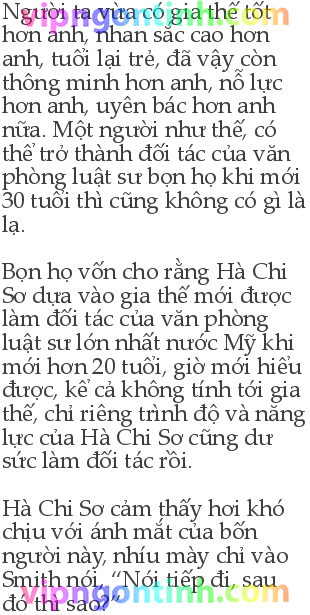 Người ta vừa có gia thế tốt
hơn anh, nhan sắc cao hơn
anh, tuổi lại trẻ, đã vậy còn
thông minh hơn anh, nỗ lực
hơn anh, uyên bác hơn anh
nữa. Một người như thế, có
thể trở thành đối tác của văn
phòng luật sư bọn họ khi mới
30 tuổi thì cũng không có gì là
lạ.
Bọn họ vốn cho rằng Hà Chi
Sơ dựa vào gia thế mới được
làm đối tác của văn phòng
luật sư lớn nhất nước Mỹ khi
mới hơn 20 tuổi, giờ mới hiểu
được, kể cả không tính tới gia
thế, chỉ riêng trình độ và năng
lực của Hà Chi Sơ cũng dư
sức làm đối tác rồi.
Hà Chi Sơ cảm thấy hơi khó
chịu với ánh mắt của bốn
người này, nhíu mày chỉ vào
Smith nói, “Nói tiếp đi, sau
đó thì sao?”
vipngontinh.com
vipngontinh.com